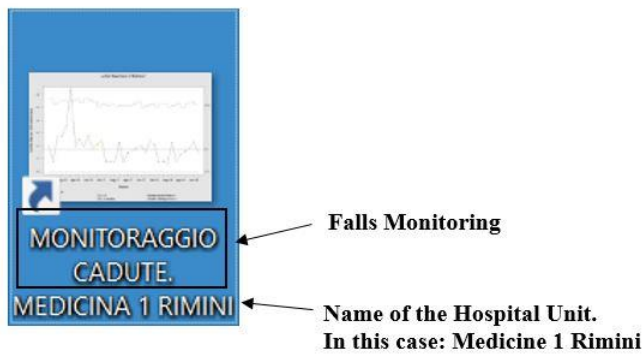 MONITORAGGIO
CADUTE.
MEDICINA 1 RIMINI
Falls Monitoring
Name of the Hospital Unit.
In this case: Medicine 1 Rimini